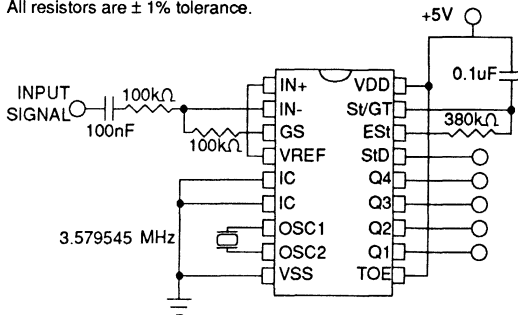 All resistors are ± 1% tolerance.
+5V
INPUT
SIGNAL
100nF
100kΩ
100kΩ
0.1uF
380kΩ
3.579545 MHz
IN+
IN-
GS
VREF
IC
IC
OSC1
OSC2
VSS
VDD
St/GT
ESt
StD
Q4
Q3
Q2
Q1
TOE